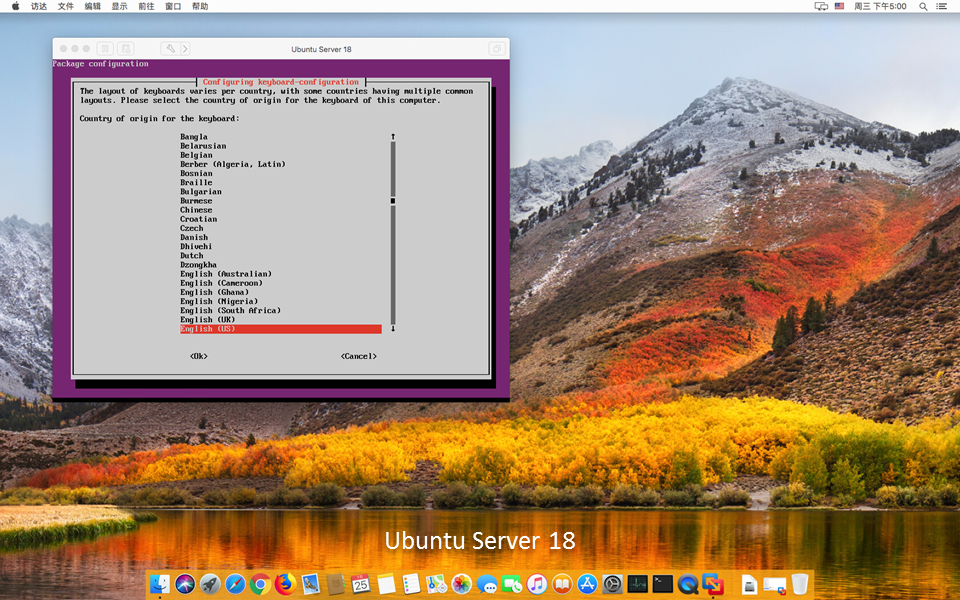 访达 文件 编辑 显示 前往 窗口 帮助 周三 下午5:00
Ubuntu Server 18
Package configuration
Configuring keyboard-configuration
The layout of keyboards varies per country, with some countries having multiple common
layouts. Please select the country of origin for the keyboard of this computer.
Country of origin for the keyboard:
Bangla
Belarusian
Belgian
Berber (Algeria, Latin)
Bosnian
Braille
Bulgarian
Burmese
Chinese
Croatian
Czech
Danish
Dhivehi
Dutch
Dzongkha
English (Australian)
English (Cameroon)
English (Ghana)
English (Nigeria)
English (South Africa)
English (UK)
English (US)
<Ok> <Cancel>
Ubuntu Server 18
25